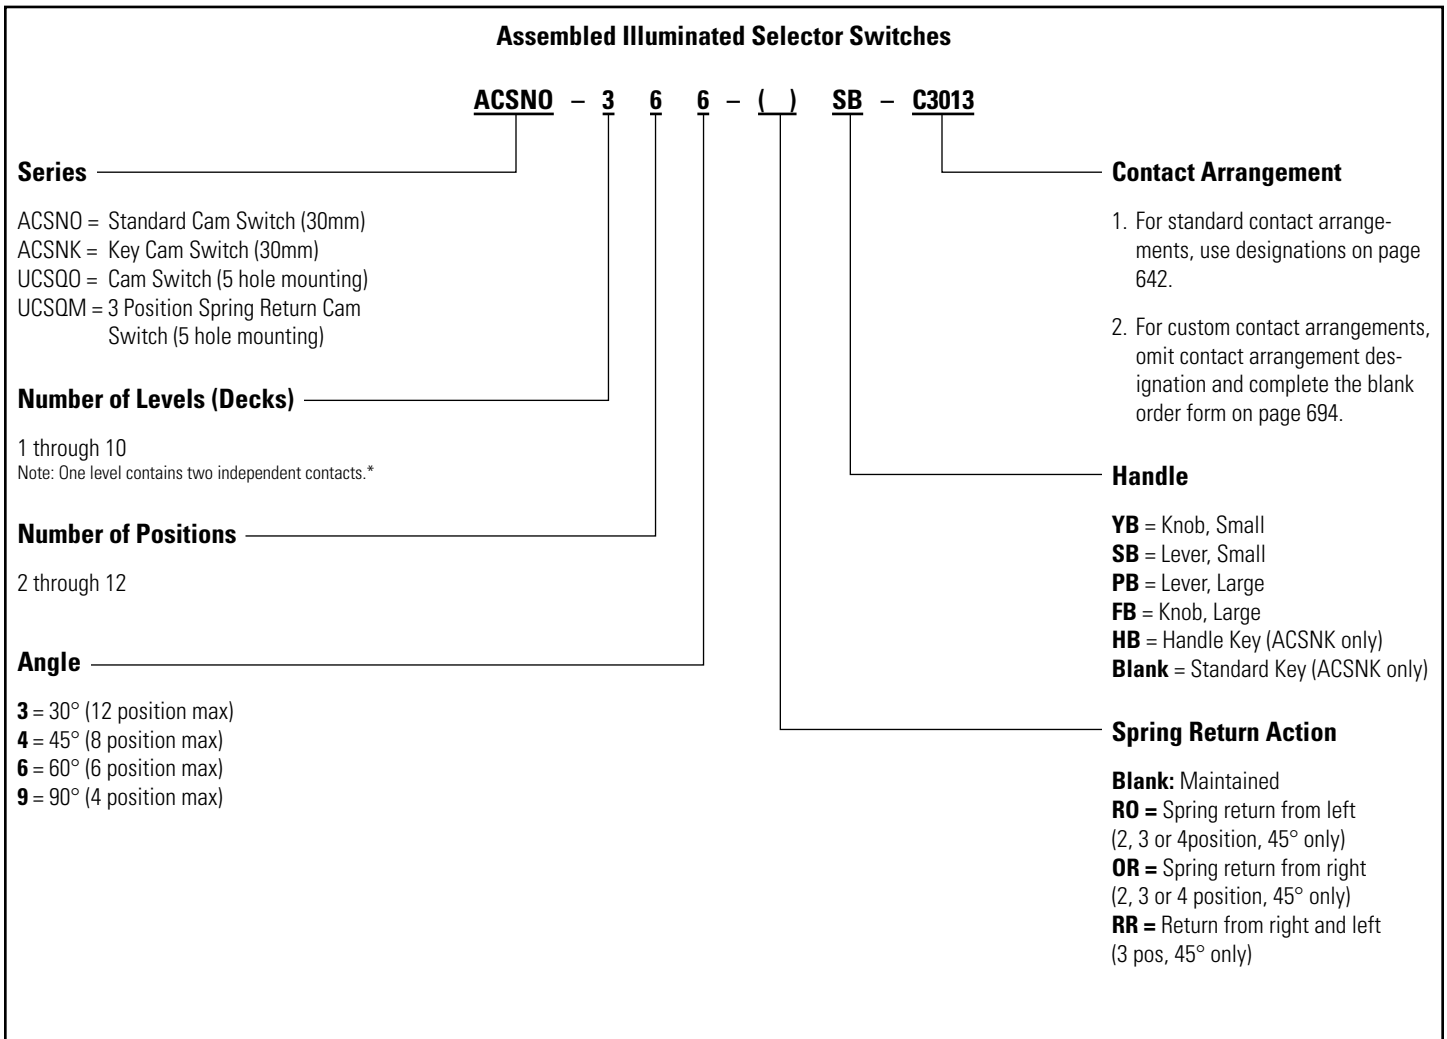 Assembled Illuminated Selector Switches
ACSNO – 3 6 6 – ( ) SB – C3013
Series
ACSNO = Standard Cam Switch (30mm)
ACSNK = Key Cam Switch (30mm)
UCSQO = Cam Switch (5 hole mounting)
UCSQM = 3 Position Spring Return Cam
Switch (5 hole mounting)
Number of Levels (Decks)
1 through 10
Note: One level contains two independent contacts.*
Number of Positions
2 through 12
Angle
3 = 30° (12 position max)
4 = 45° (8 position max)
6 = 60° (6 position max)
9 = 90° (4 position max)
Contact Arrangement
1. For standard contact arrange-
ments, use designations on page
642.
2. For custom contact arrangements,
omit contact arrangement des-
ignation and complete the blank
order form on page 694.
Handle
YB = Knob, Small
SB = Lever, Small
PB = Lever, Large
FB = Knob, Large
HB = Handle Key (ACSNK only)
Blank = Standard Key (ACSNK only)
Spring Return Action
Blank: Maintained
RO = Spring return from left
(2, 3 or 4position, 45° only)
OR = Spring return from right
(2, 3 or 4 position, 45° only)
RR = Return from right and left
(3 pos, 45° only)